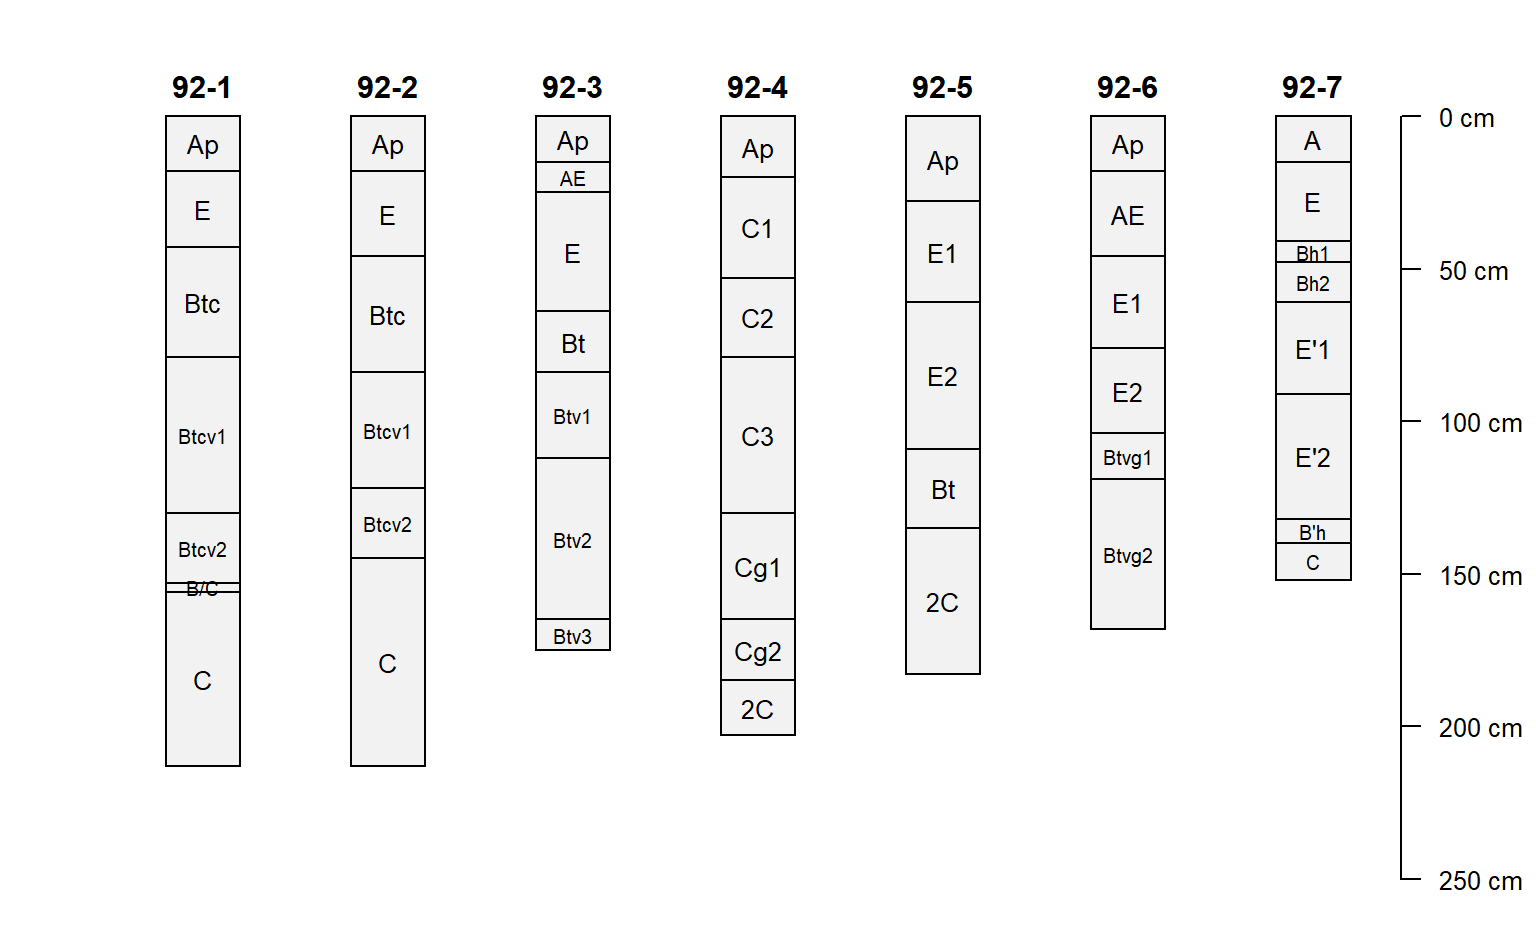 92-1
Ap
E
Btc
Btcv1
Btcv2
B/C
C
92-2
Ap
E
Btc
Btcv1
Btcv2
C
92-3
Ap
AE
E
Bt
Btv1
Btv2
Btv3
92-4
Ap
C1
C2
C3
Cg1
Cg2
2C
92-5
Ap
E1
E2
Bt
2C
92-6
Ap
AE
E1
E2
Btvg1
Btvg2
92-7
A
E
Bh1
Bh2
E'1
E'2
B'h
C
0 cm
50 cm
100 cm
150 cm
200 cm
250 cm